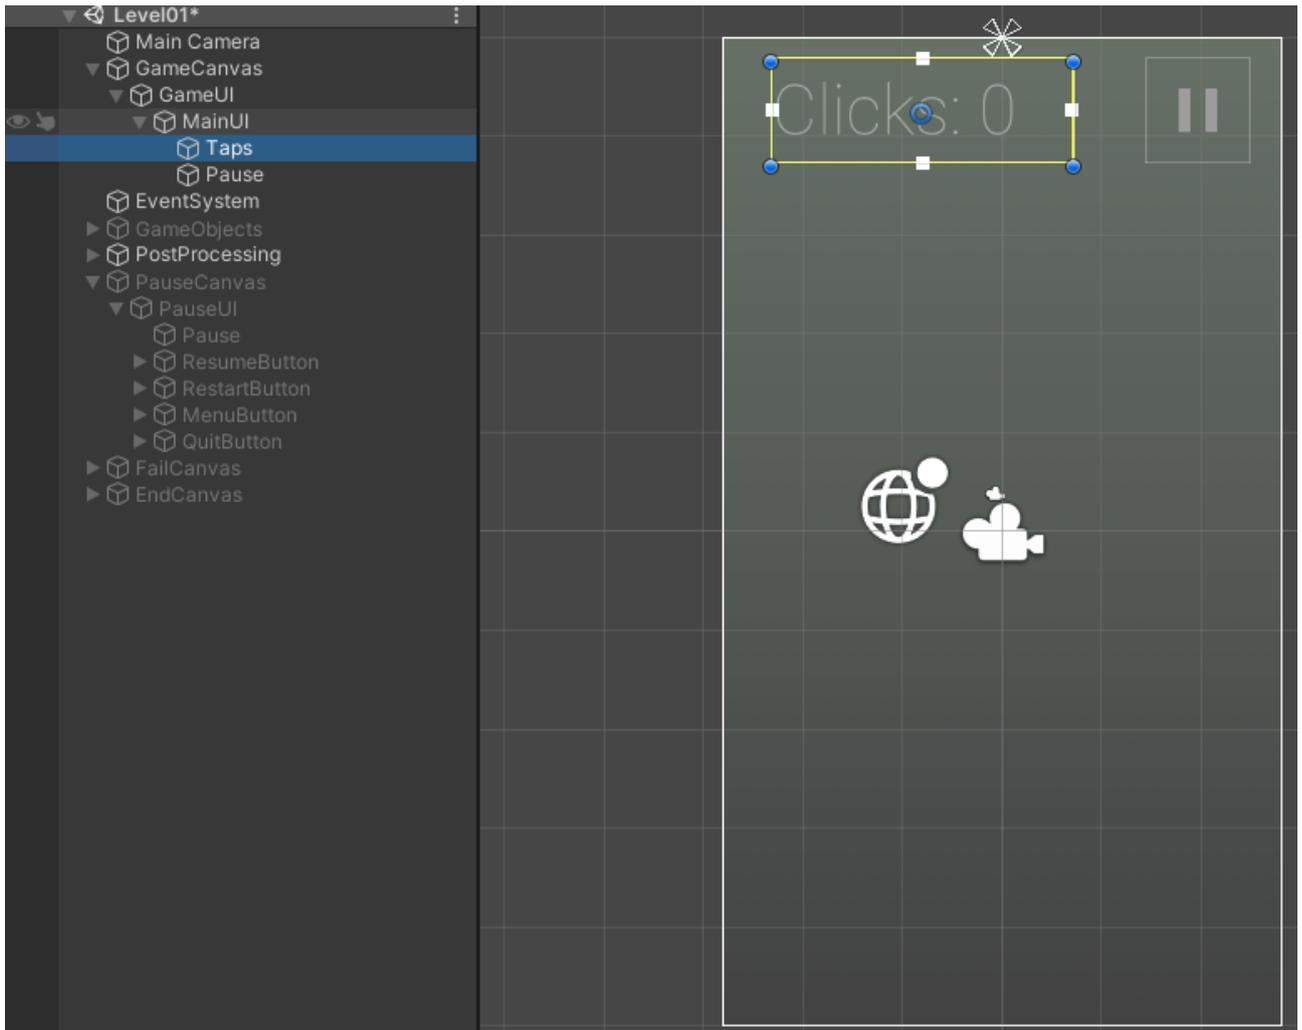 Level01*
Main Camera
GameCanvas
GameUI
MainUI
Taps
Pause
EventSystem
GameObjects
PostProcessing
PauseCanvas
PauseUI
Pause
ResumeButton
RestartButton
MenuButton
QuitButton
FailCanvas
EndCanvas
Clicks: 0